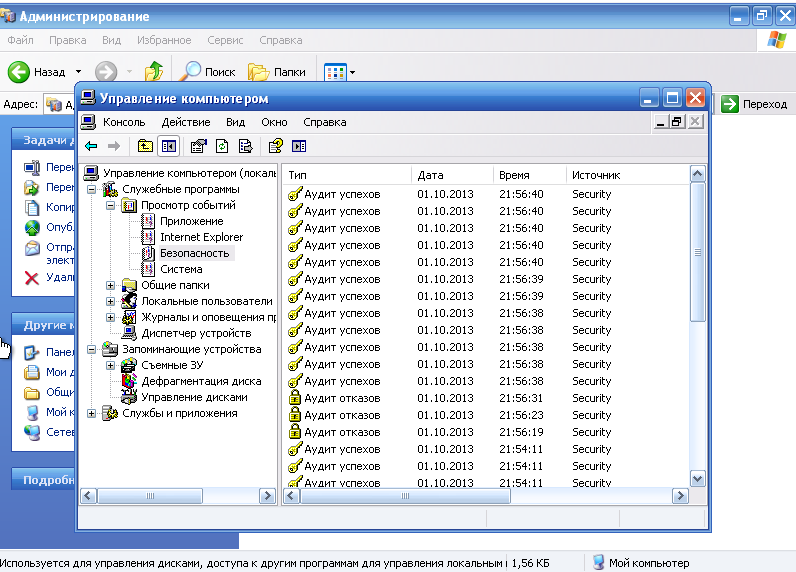 Администрирование
Файл Правка Вид Избранное Сервис Справка
Назад Поиск Папки
Адрес: Переход
Управление компьютером
Консоль Действие Вид Окно Справка
Задачи
Опуб
Удал
Другие
Панел
Мои д
Общи
Мой к
Сетев
Подробн
Управление компьютером (локаль
Служебные программы
Просмотр событий
Приложение
Internet Explorer
Безопасность
Система
Общие папки
Локальные пользователи
Журналы и оповещения пр
Диспетчер устройств
Запоминающие устройства
Съемные ЗУ
Дефрагментация диска
Управление дисками
Службы и приложения
Тип Дата Время Источник
Аудит успехов 01.10.2013 21:56:40 Security
Аудит успехов 01.10.2013 21:56:40 Security
Аудит успехов 01.10.2013 21:56:40 Security
Аудит успехов 01.10.2013 21:56:40 Security
Аудит успехов 01.10.2013 21:56:40 Security
Аудит успехов 01.10.2013 21:56:39 Security
Аудит успехов 01.10.2013 21:56:39 Security
Аудит успехов 01.10.2013 21:56:38 Security
Аудит успехов 01.10.2013 21:56:38 Security
Аудит успехов 01.10.2013 21:56:38 Security
Аудит успехов 01.10.2013 21:56:38 Security
Аудит успехов 01.10.2013 21:56:38 Security
Аудит отказов 01.10.2013 21:56:31 Security
Аудит отказов 01.10.2013 21:56:23 Security
Аудит отказов 01.10.2013 21:56:19 Security
Аудит успехов 01.10.2013 21:54:11 Security
Аудит успехов 01.10.2013 21:54:11 Security
Аудит успехов 01.10.2013 21:54:11 Security
Используется для управления дисками, доступа к другим программам для управления локальным 1,56 КБ Мой компьютер